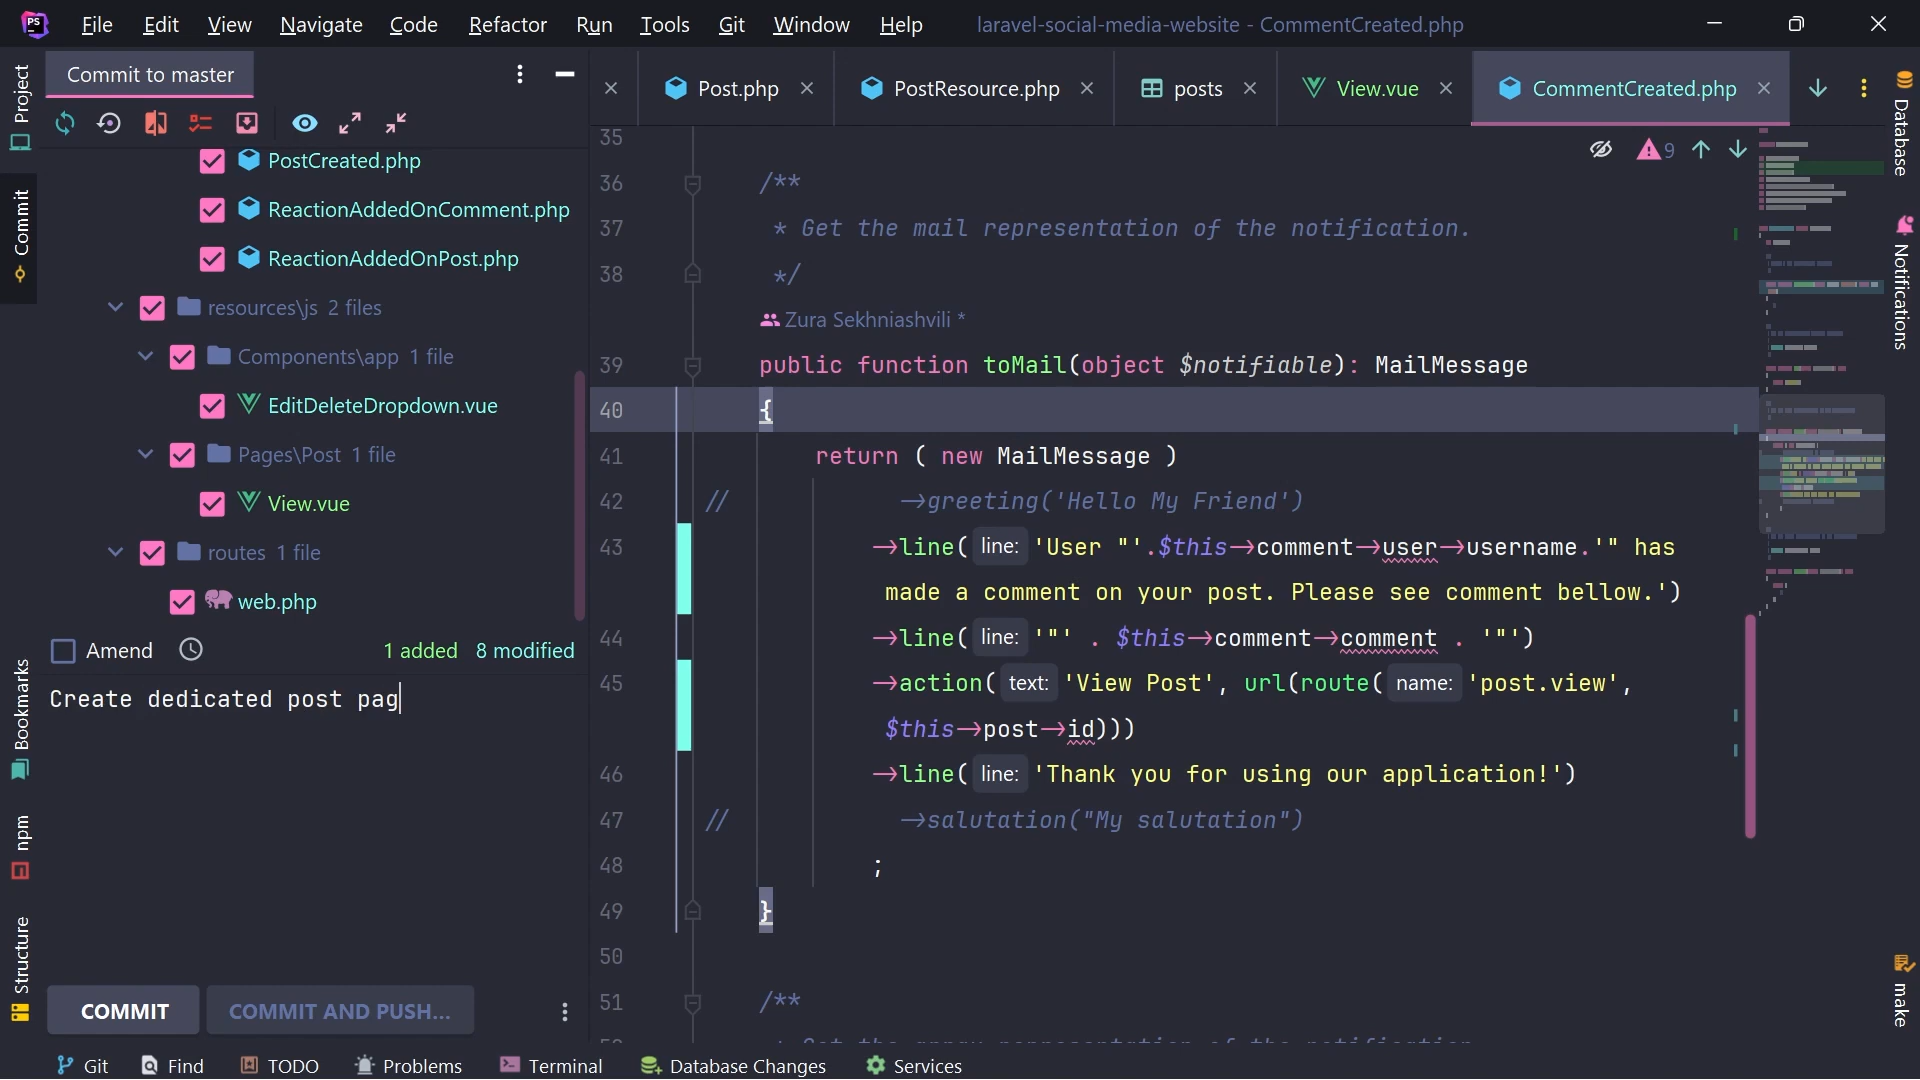 PS File Edit View Navigate Code Refactor Run Tools Git Window Help laravel-social-media-website - CommentCreated.php
Commit to master
Post.php PostResource.php posts View.vue CommentCreated.php
Project
Commit
Bookmarks
npm
Structure
PostCreated.php
ReactionAddedOnComment.php
ReactionAddedOnPost.php
resources\js 2 files
Components\app 1 file
EditDeleteDropdown.vue
Pages\Post 1 file
View.vue
routes 1 file
web.php
Amend 1 added 8 modified
Create dedicated post pag
COMMIT COMMIT AND PUSH...
9
35
36 /**
37 * Get the mail representation of the notification.
38 */
Zura Sekhniashvili *
39 public function toMail(object $notifiable): MailMessage
40 {
41 return ( new MailMessage )
42 // →greeting('Hello My Friend')
43 →line( line: 'User "'.$this→comment→user→username.'" has
made a comment on your post. Please see comment bellow.')
44 →line( line: '"' . $this→comment→comment . '"')
45 →action( text: 'View Post', url(route( name: 'post.view',
$this→post→id)))
46 →line( line: 'Thank you for using our application!')
47 // →salutation("My salutation")
48 ;
49 }
50
51 /**
Database
Notifications
make
Git Find TODO Problems Terminal Database Changes Services